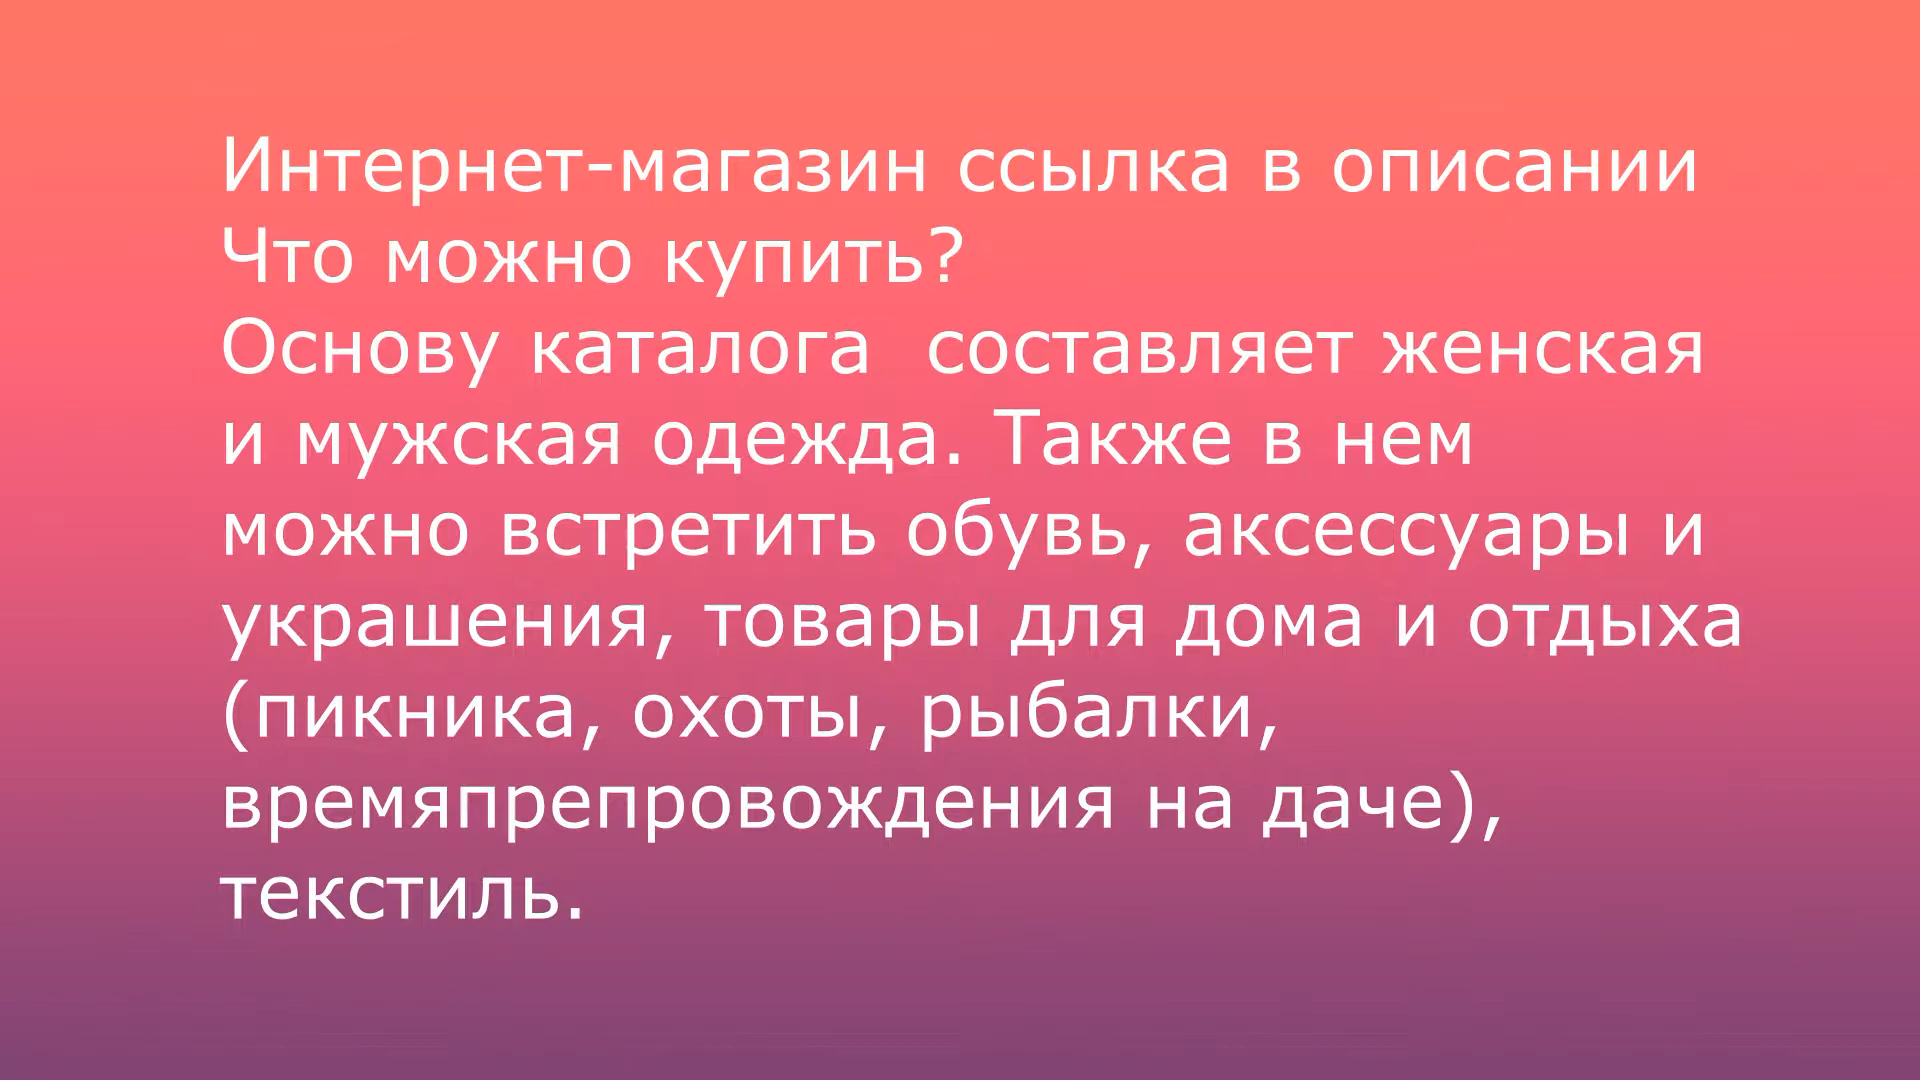 Интернет-магазин ссылка в описании
Что можно купить?
Основу каталога  составляет женская
и мужская одежда. Также в нем
можно встретить обувь, аксессуары и
украшения, товары для дома и отдыха
(пикника, охоты, рыбалки,
времяпрепровождения на даче),
текстиль.